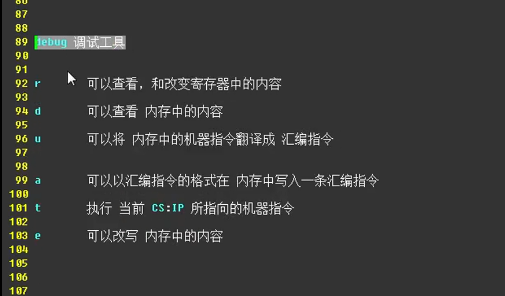 86
87
88
89 debug 调试工具
90
91
92 r 可以查看，和改变寄存器中的内容
93
94 d 可以查看 内存中的内容
95
96 u 可以将 内存中的机器指令翻译成 汇编指令
97
98
99 a 可以以汇编指令的格式在 内存中写入一条汇编指令
100
101 t 执行 当前 CS:IP 所指向的机器指令
102
103 e 可以改写 内存中的内容
104
105
106
107